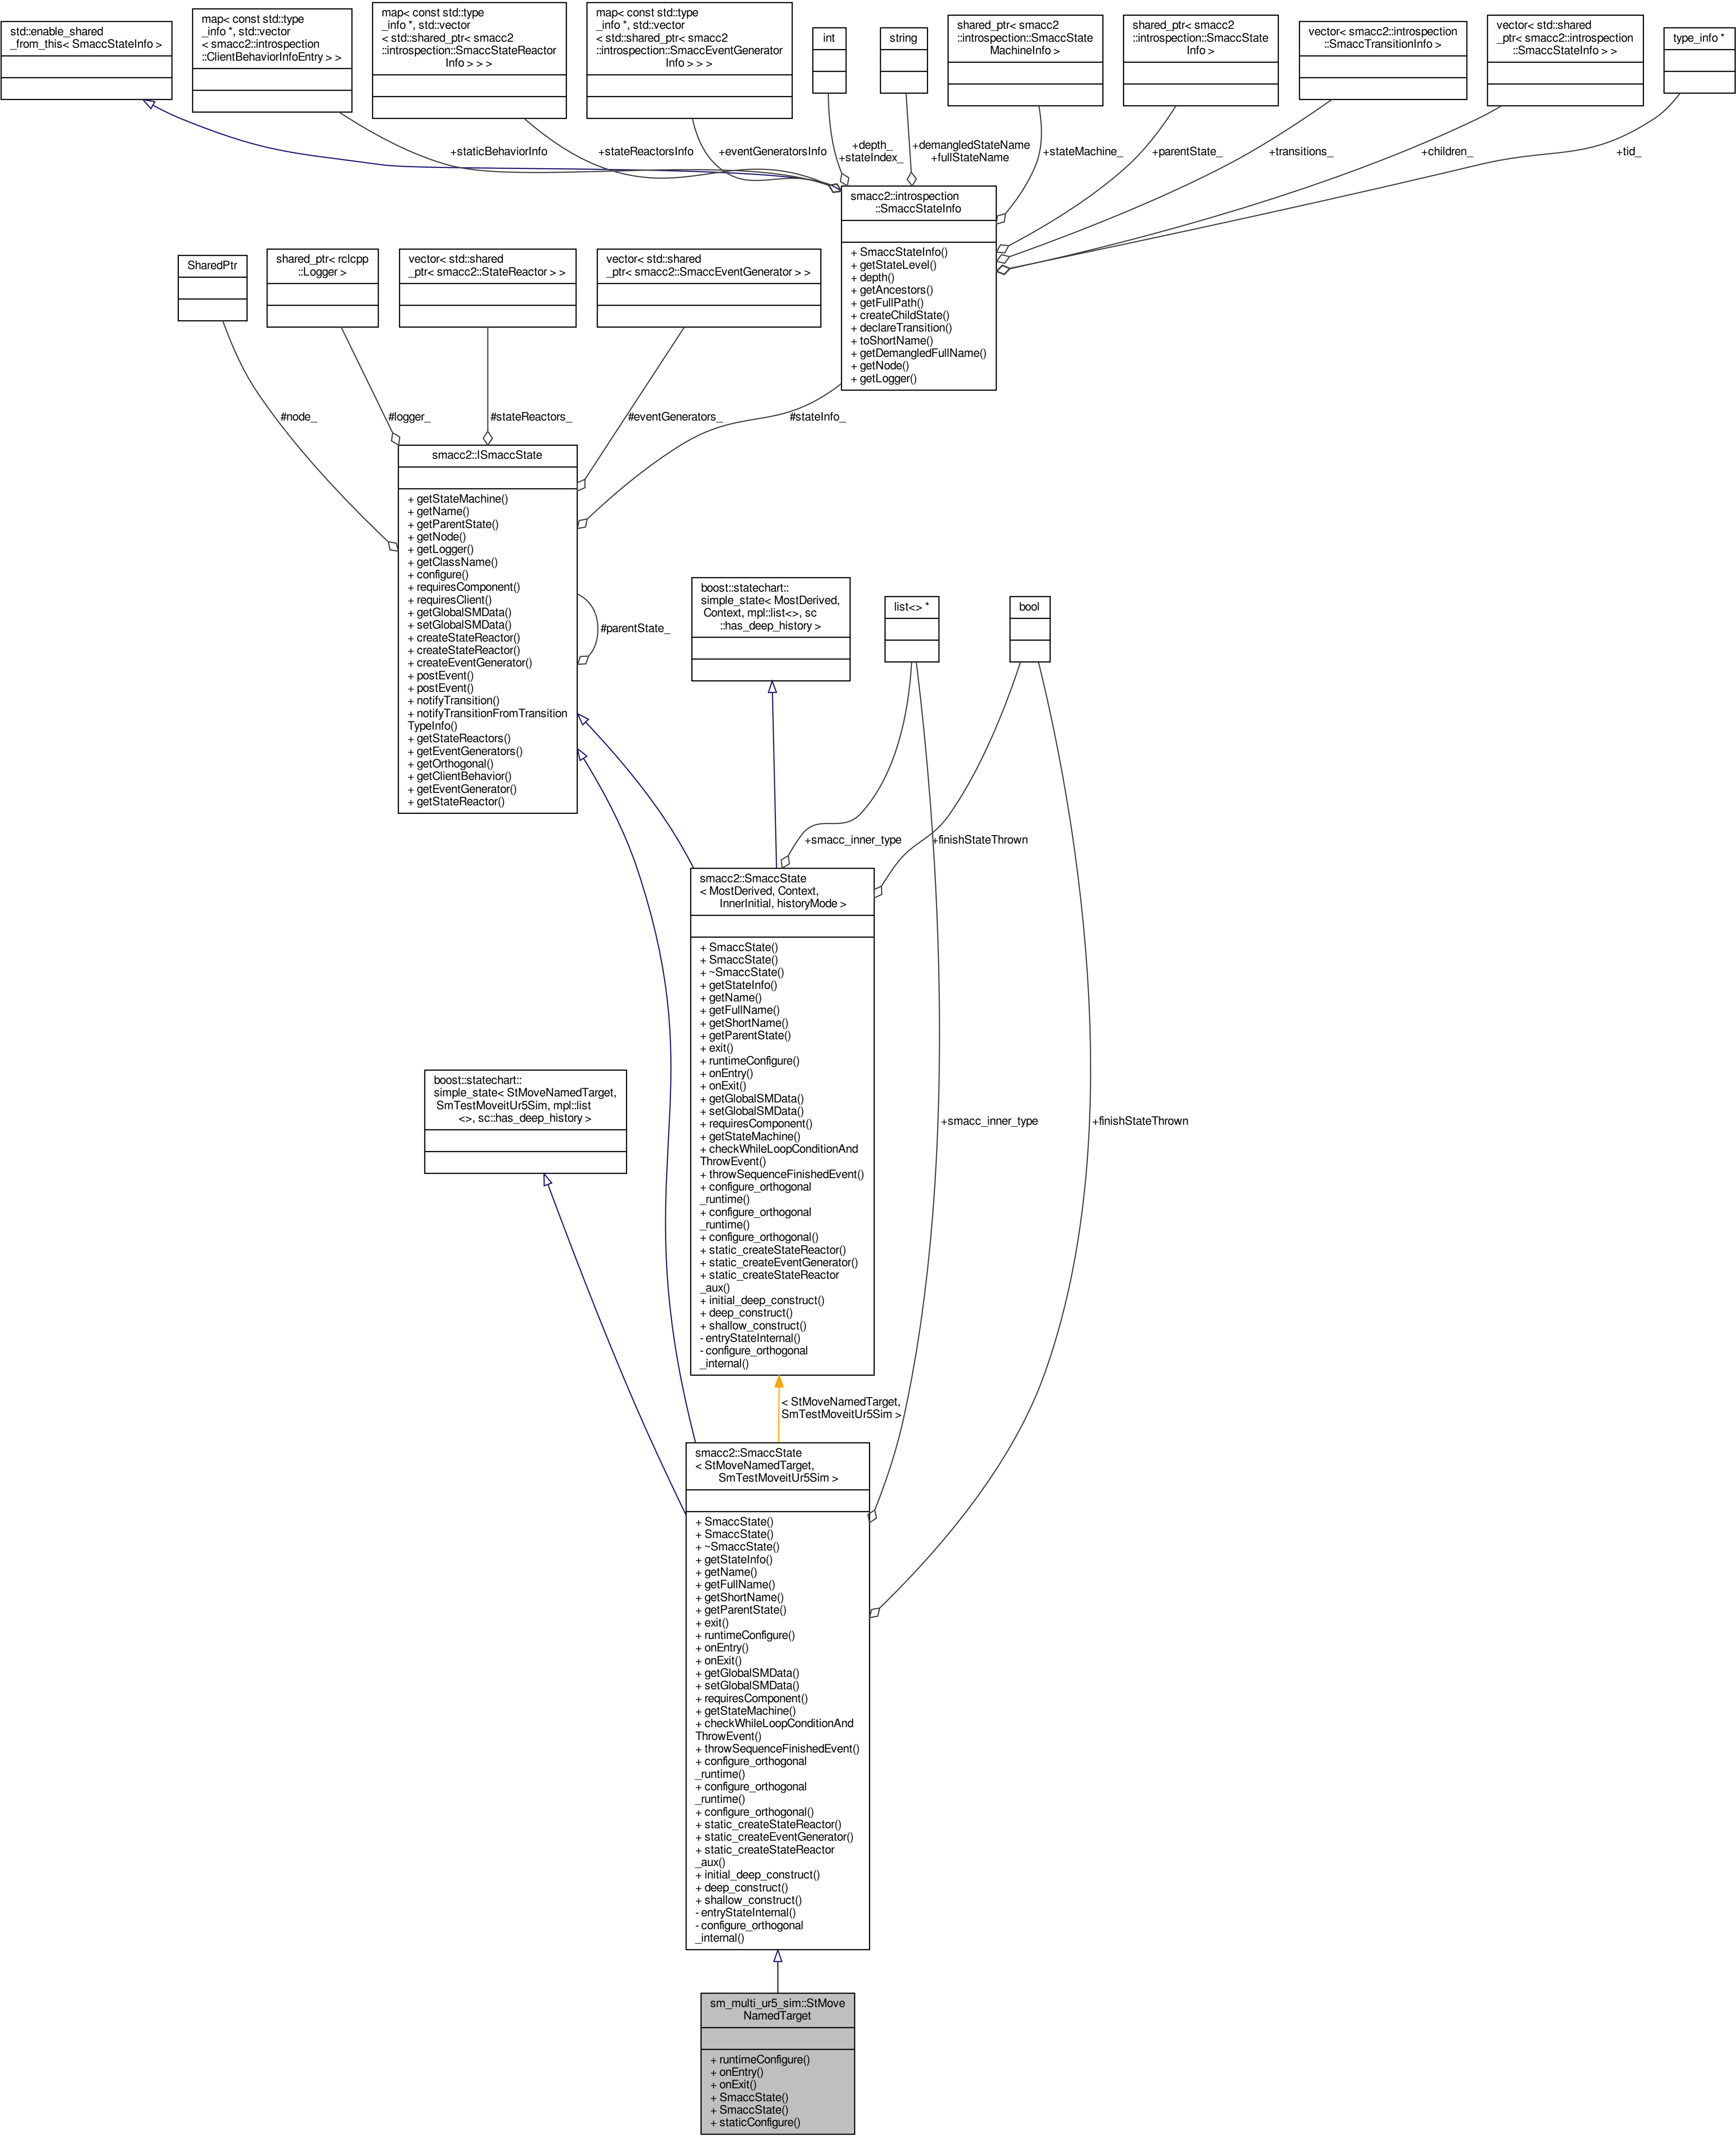 std::enable_shared
_from_this< SmaccStateInfo >
map< const std::type
_info *, std::vector
< smacc2::introspection
::ClientBehaviorInfoEntry > >
map< const std::type
_info *, std::vector
< std::shared_ptr< smacc2
::introspection::SmaccStateReactor
Info > > >
map< const std::type
_info *, std::vector
< std::shared_ptr< smacc2
::introspection::SmaccEventGenerator
Info > > >
int
string
shared_ptr< smacc2
::introspection::SmaccState
MachineInfo >
shared_ptr< smacc2
::introspection::SmaccState
Info >
vector< smacc2::introspection
::SmaccTransitionInfo >
vector< std::shared
_ptr< smacc2::introspection
::SmaccStateInfo > >
type_info *
+staticBehaviorInfo
+stateReactorsInfo
+eventGeneratorsInfo
+depth_
+stateIndex_
+demangledStateName
+fullStateName
+stateMachine_
+parentState_
+transitions_
+children_
+tid_
smacc2::introspection
::SmaccStateInfo
+ SmaccStateInfo()
+ getStateLevel()
+ depth()
+ getAncestors()
+ getFullPath()
+ createChildState()
+ declareTransition()
+ toShortName()
+ getDemangledFullName()
+ getNode()
+ getLogger()
SharedPtr
shared_ptr< rclcpp
::Logger >
vector< std::shared
_ptr< smacc2::StateReactor > >
vector< std::shared
_ptr< smacc2::SmaccEventGenerator > >
#node_
#logger_
#stateReactors_
#eventGenerators_
#stateInfo_
smacc2::ISmaccState
+ getStateMachine()
+ getName()
+ getParentState()
+ getNode()
+ getLogger()
+ getClassName()
+ configure()
+ requiresComponent()
+ requiresClient()
+ getGlobalSMData()
+ setGlobalSMData()
+ createStateReactor()
+ createStateReactor()
+ createEventGenerator()
+ postEvent()
+ postEvent()
+ notifyTransition()
+ notifyTransitionFromTransition
TypeInfo()
+ getStateReactors()
+ getEventGenerators()
+ getOrthogonal()
+ getClientBehavior()
+ getEventGenerator()
+ getStateReactor()
#parentState_
boost::statechart::
simple_state< MostDerived,
Context, mpl::list<>, sc
::has_deep_history >
list<> *
bool
+smacc_inner_type
+finishStateThrown
smacc2::SmaccState
< MostDerived, Context,
InnerInitial, historyMode >
+ SmaccState()
+ SmaccState()
+ ~SmaccState()
+ getStateInfo()
+ getName()
+ getFullName()
+ getShortName()
+ getParentState()
+ exit()
+ runtimeConfigure()
+ onEntry()
+ onExit()
+ getGlobalSMData()
+ setGlobalSMData()
+ requiresComponent()
+ getStateMachine()
+ checkWhileLoopConditionAnd
ThrowEvent()
+ throwSequenceFinishedEvent()
+ configure_orthogonal
_runtime()
+ configure_orthogonal
_runtime()
+ configure_orthogonal()
+ static_createStateReactor()
+ static_createEventGenerator()
+ static_createStateReactor
_aux()
+ initial_deep_construct()
+ deep_construct()
+ shallow_construct()
- entryStateInternal()
- configure_orthogonal
_internal()
boost::statechart::
simple_state< StMoveNamedTarget,
SmTestMoveitUr5Sim, mpl::list
<>, sc::has_deep_history >
+smacc_inner_type
+finishStateThrown
< StMoveNamedTarget,
SmTestMoveitUr5Sim >
smacc2::SmaccState
< StMoveNamedTarget,
SmTestMoveitUr5Sim >
+ SmaccState()
+ SmaccState()
+ ~SmaccState()
+ getStateInfo()
+ getName()
+ getFullName()
+ getShortName()
+ getParentState()
+ exit()
+ runtimeConfigure()
+ onEntry()
+ onExit()
+ getGlobalSMData()
+ setGlobalSMData()
+ requiresComponent()
+ getStateMachine()
+ checkWhileLoopConditionAnd
ThrowEvent()
+ throwSequenceFinishedEvent()
+ configure_orthogonal
_runtime()
+ configure_orthogonal
_runtime()
+ configure_orthogonal()
+ static_createStateReactor()
+ static_createEventGenerator()
+ static_createStateReactor
_aux()
+ initial_deep_construct()
+ deep_construct()
+ shallow_construct()
- entryStateInternal()
- configure_orthogonal
_internal()
sm_multi_ur5_sim::StMove
NamedTarget
+ runtimeConfigure()
+ onEntry()
+ onExit()
+ SmaccState()
+ SmaccState()
+ staticConfigure()